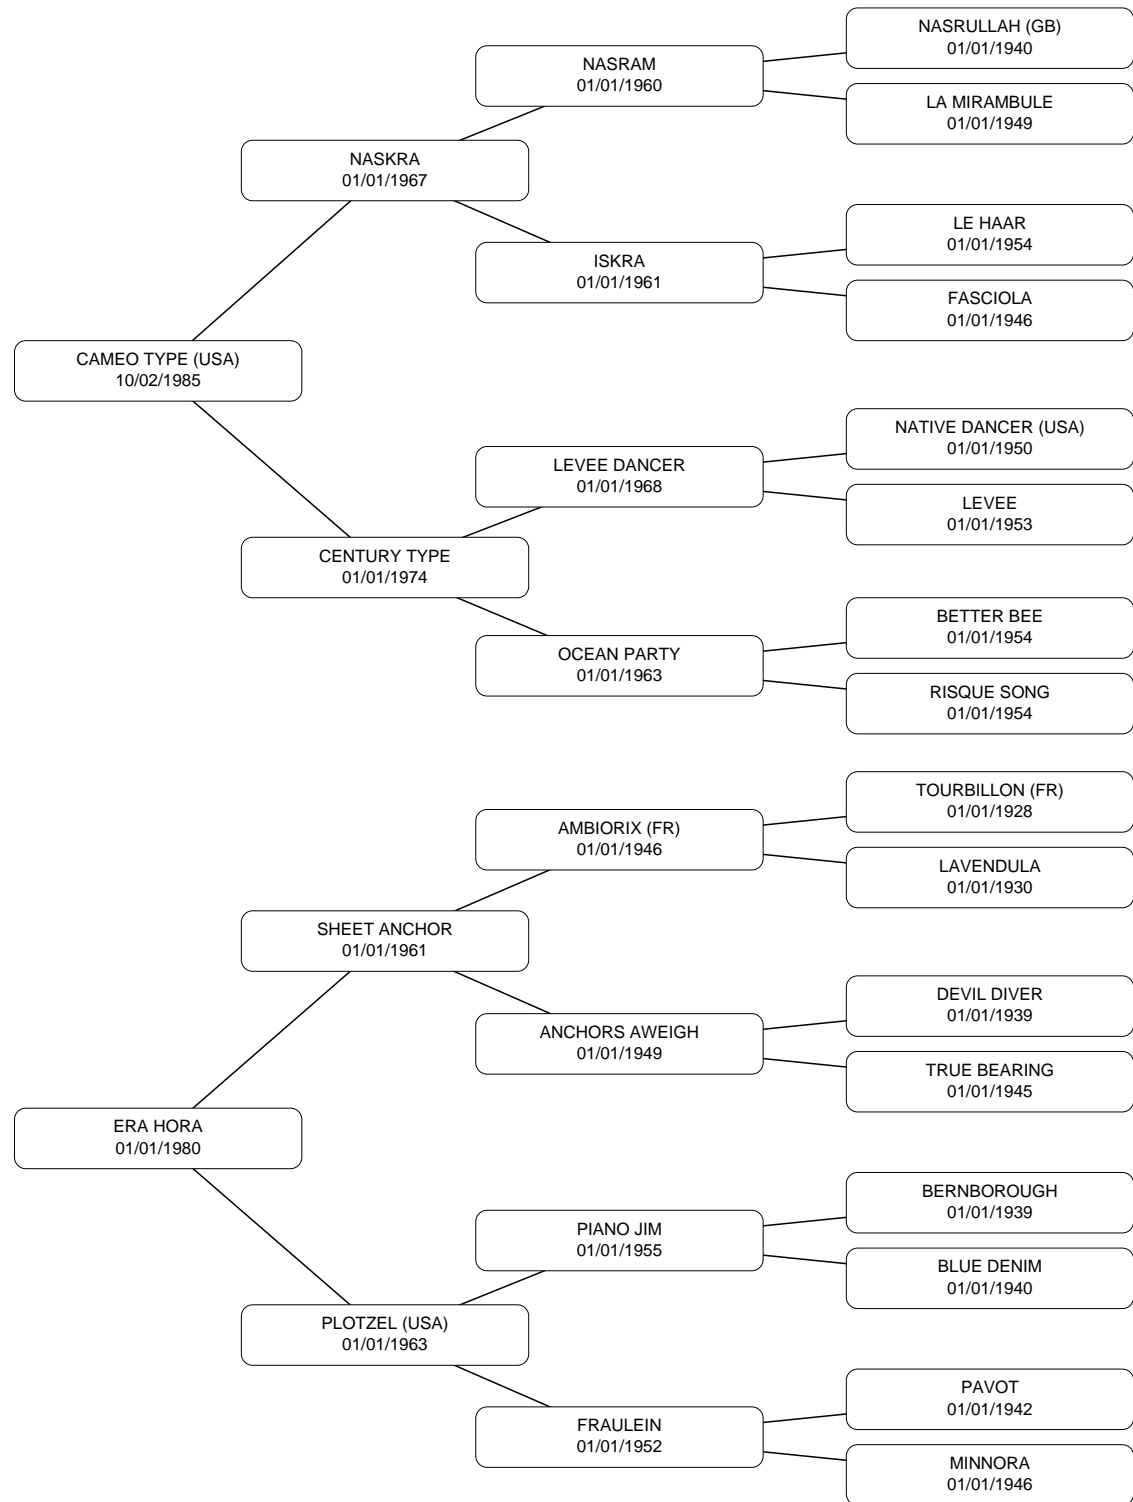 NASRULLAH (GB)
01/01/1940
NASRAM
01/01/1960
LA MIRAMBULE
01/01/1949
NASKRA
01/01/1967
LE HAAR
01/01/1954
ISKRA
01/01/1961
FASCIOLA
01/01/1946
CAMEO TYPE (USA)
10/02/1985
NATIVE DANCER (USA)
01/01/1950
LEVEE DANCER
01/01/1968
LEVEE
01/01/1953
CENTURY TYPE
01/01/1974
BETTER BEE
01/01/1954
OCEAN PARTY
01/01/1963
RISQUE SONG
01/01/1954
TOURBILLON (FR)
01/01/1928
AMBIORIX (FR)
01/01/1946
LAVENDULA
01/01/1930
SHEET ANCHOR
01/01/1961
DEVIL DIVER
01/01/1939
ANCHORS AWEIGH
01/01/1949
TRUE BEARING
01/01/1945
ERA HORA
01/01/1980
BERNBOROUGH
01/01/1939
PIANO JIM
01/01/1955
BLUE DENIM
01/01/1940
PLOTZEL (USA)
01/01/1963
PAVOT
01/01/1942
FRAULEIN
01/01/1952
MINNORA
01/01/1946